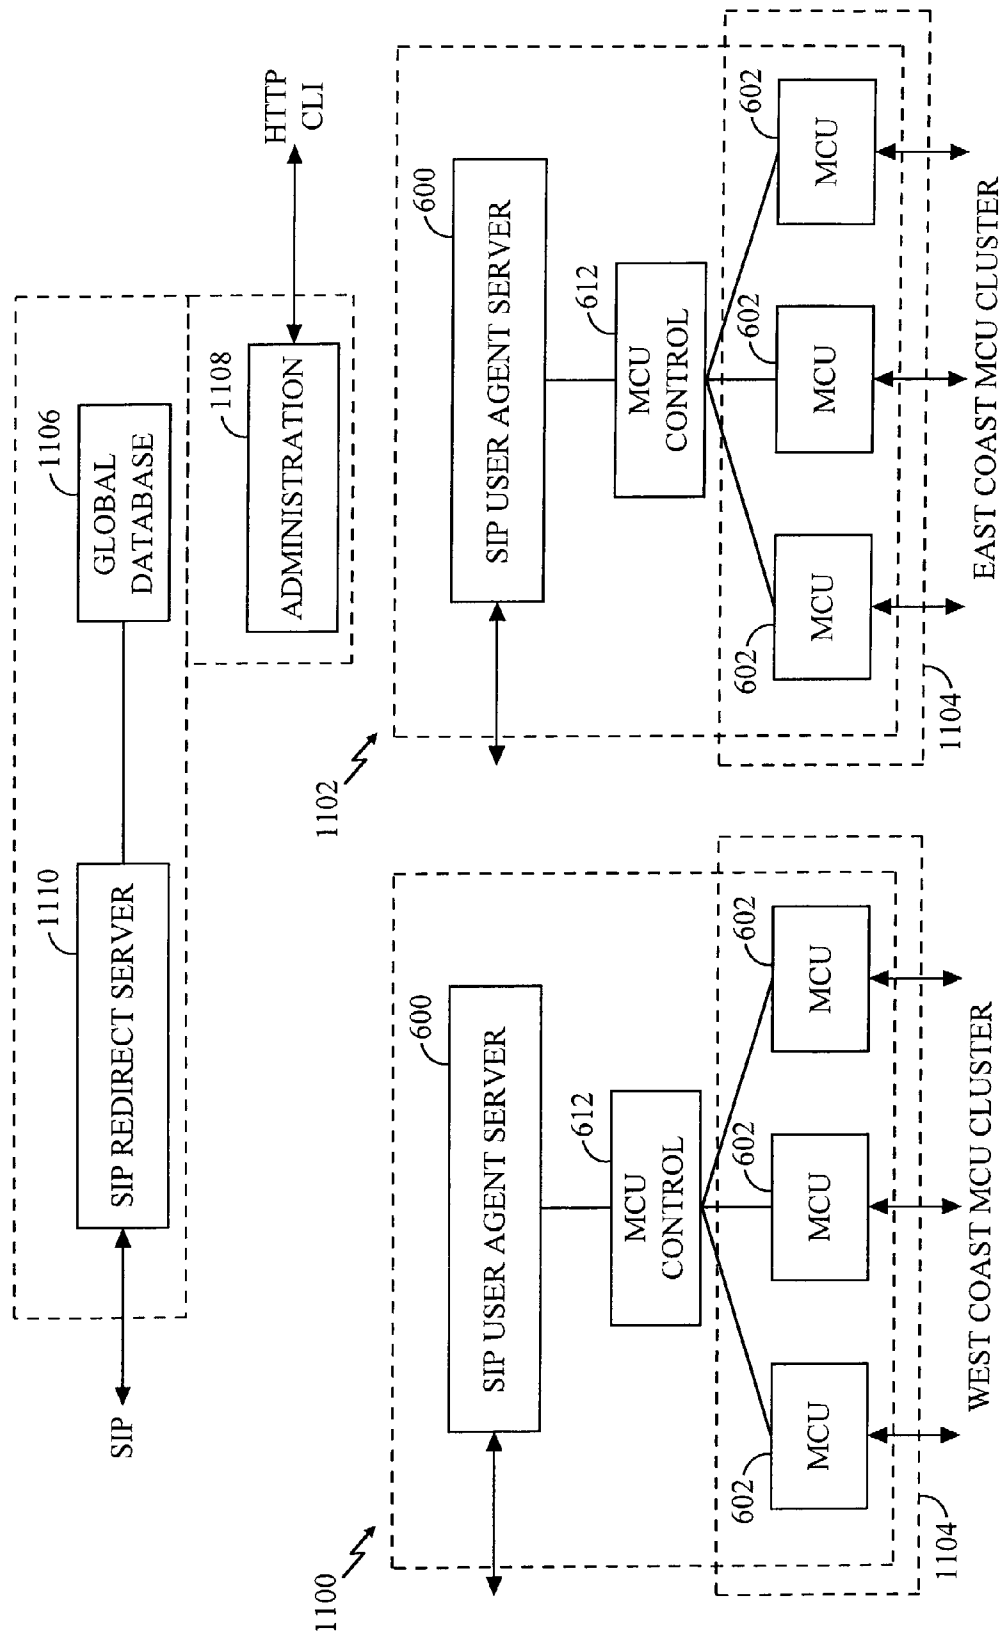 SIP
1110
SIP REDIRECT SERVER
1106
GLOBAL
DATABASE
1108
ADMINISTRATION
HTTP
CLI
1100
600
SIP USER AGENT SERVER
612
MCU
CONTROL
602
MCU
602
MCU
602
MCU
1104
WEST COAST MCU CLUSTER
1102
600
SIP USER AGENT SERVER
612
MCU
CONTROL
602
MCU
602
MCU
602
MCU
1104
EAST COAST MCU CLUSTER